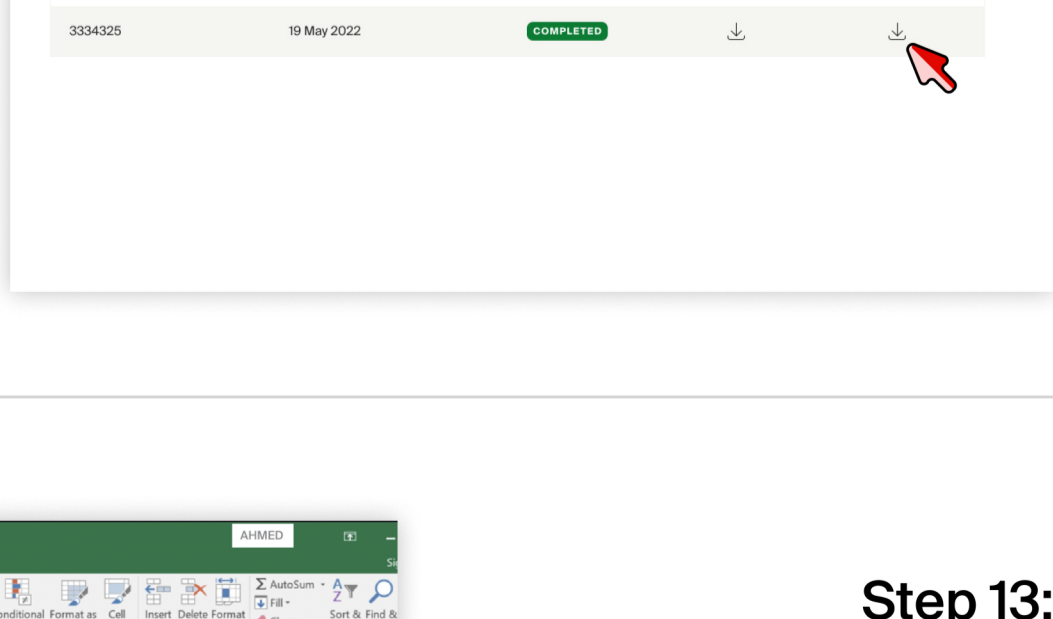 3334325 19 May 2022 COMPLETED
AHMED
AutoSum
Fill
Format as Cell Insert Delete Format Sort & Find &
Step 13: